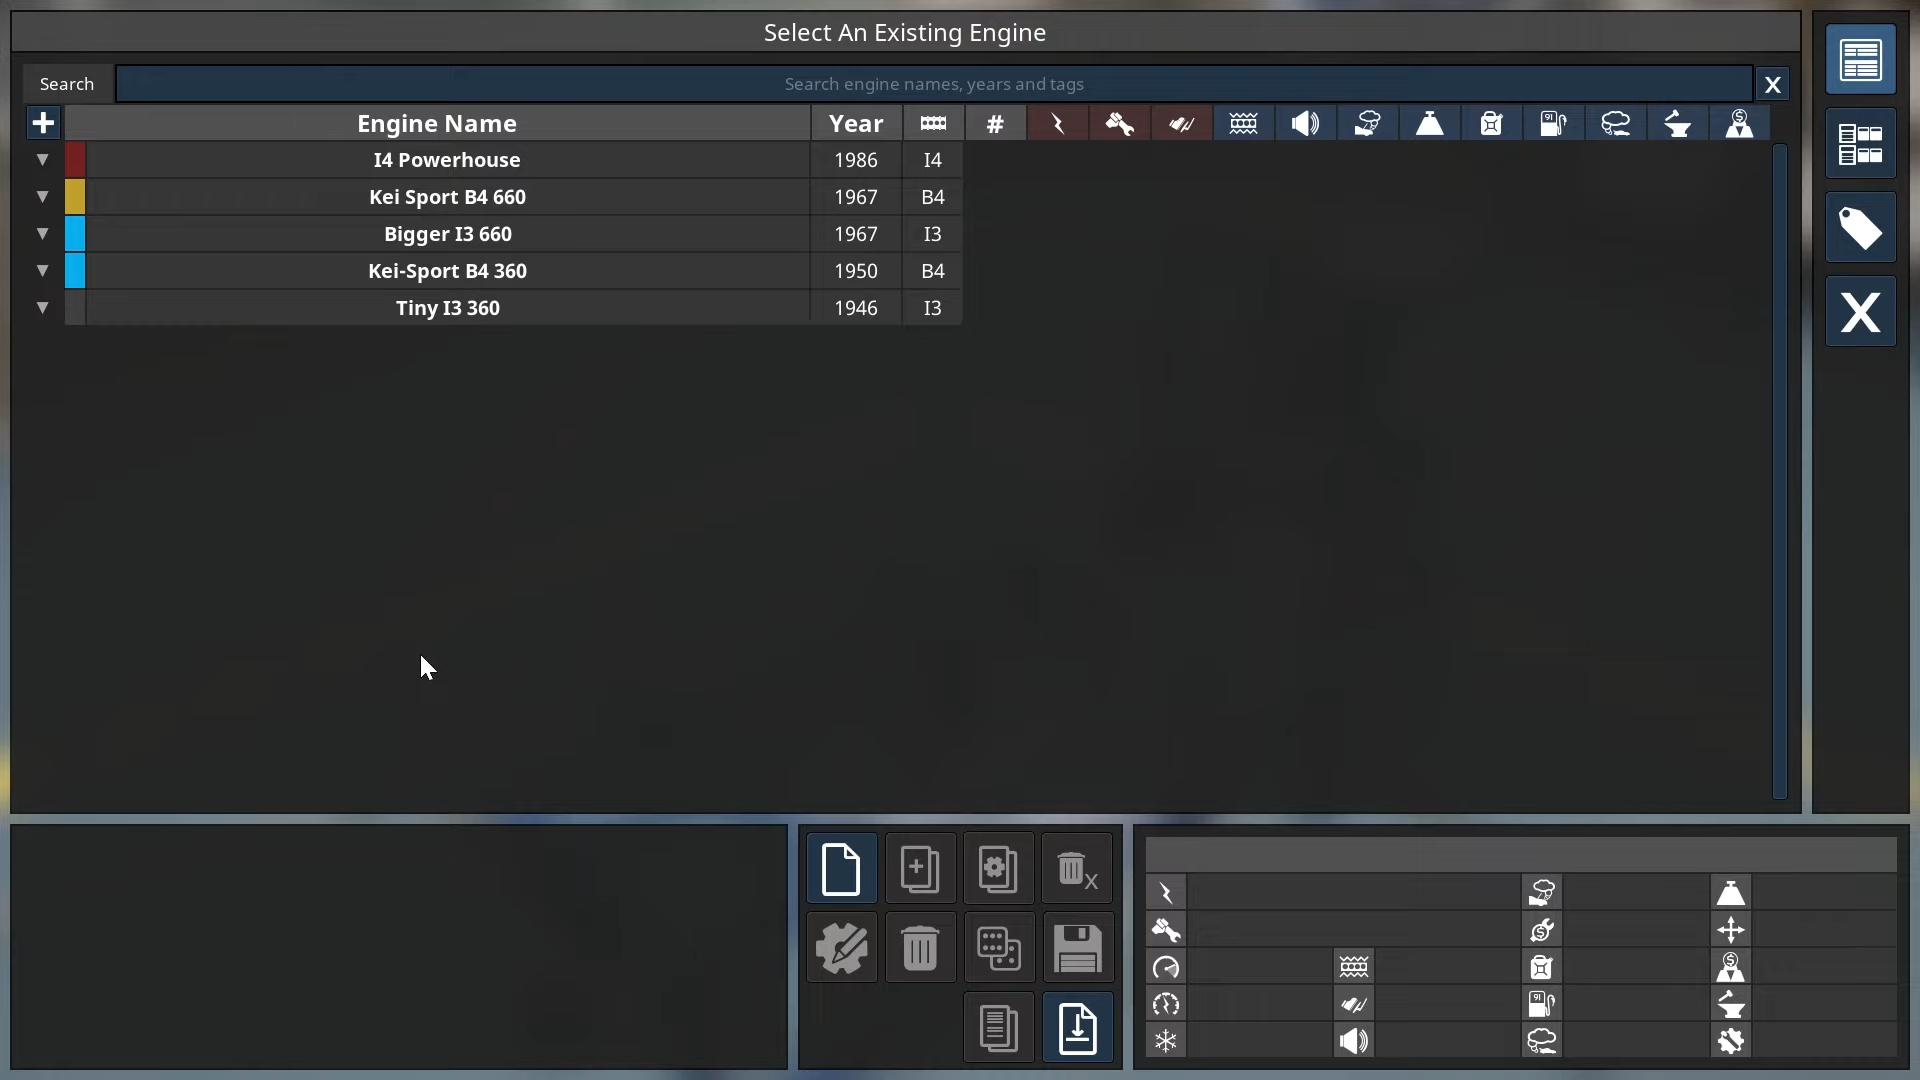 Select An Existing Engine
Search
Search engine names, years and tags
X
Engine Name Year #
I4 Powerhouse 1986 I4
Kei Sport B4 660 1967 B4
Bigger I3 660 1967 I3
Kei-Sport B4 360 1950 B4
Tiny I3 360 1946 I3